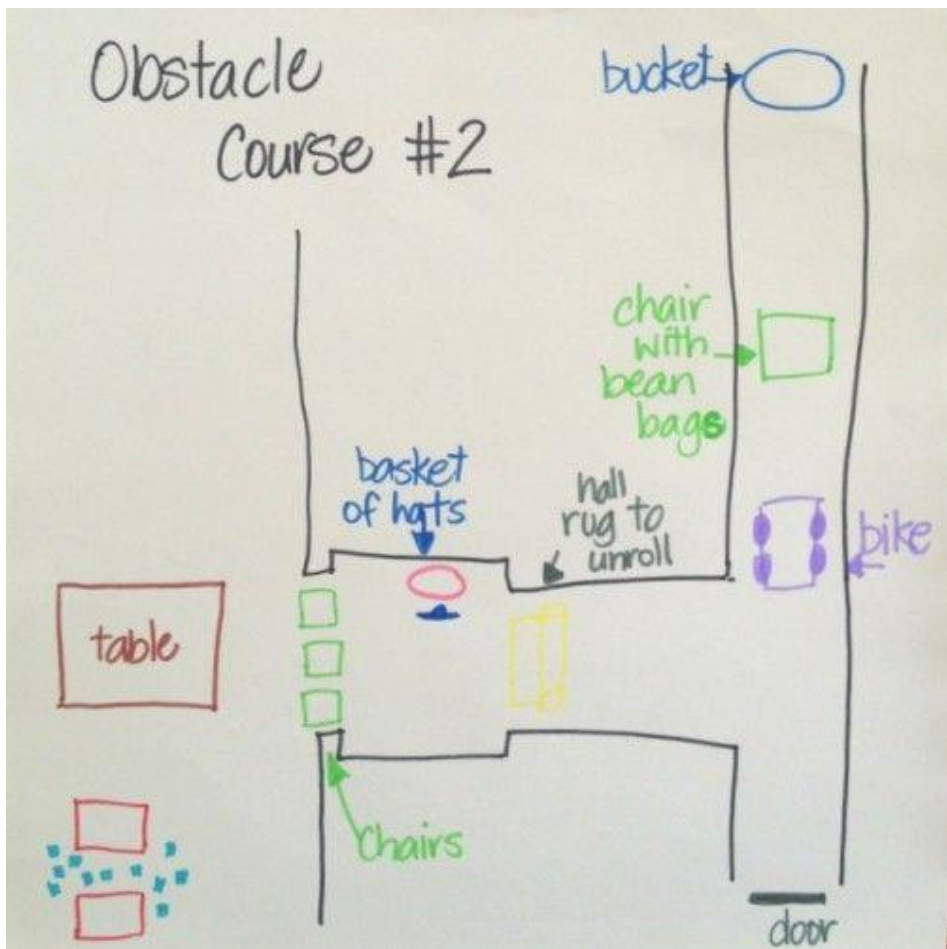 Obstacle
Course #2
bucket
chair
with
bean
bags
basket
of hats
hall
rug to
unroll
bike
table
Chairs
door